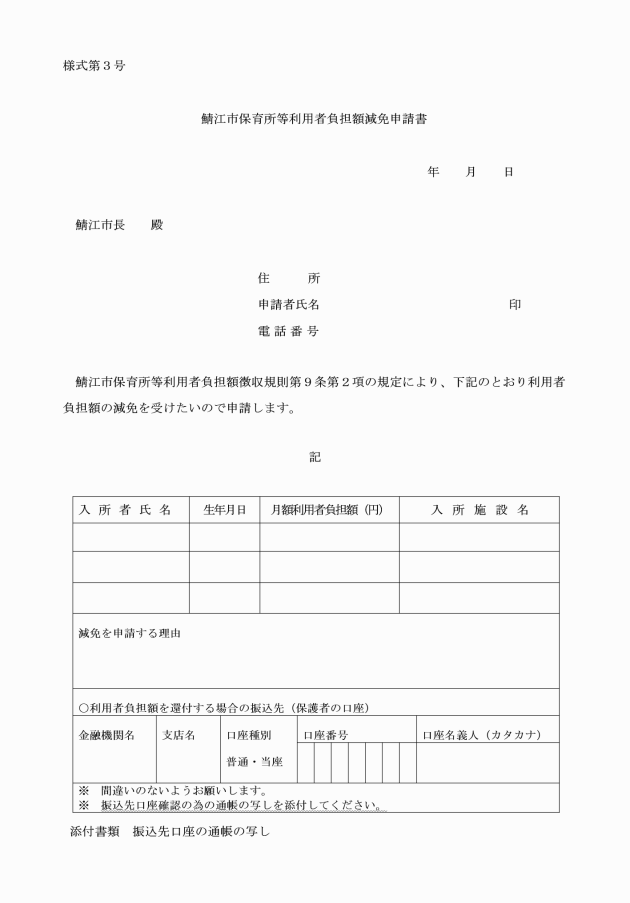 様式第３号
鯖江市保育所等利用者負担額減免申請書
年　　月　　日
鯖江市長　　殿
住　　　所
申請者氏名　　　　　　　　　　　　　　　印
電 話 番 号
鯖江市保育所等利用者負担額徴収規則第９条第２項の規定により、下記のとおり利用者
負担額の減免を受けたいので申請します。
記
入 所 者 氏 名　生年月日　月額利用者負担額（円）　入 所 施 設 名
減免を申請する理由
○利用者負担額を還付する場合の振込先（保護者の口座）
金融機関名　支店名　口座種別　口座番号　口座名義人（カタカナ）
普通・当座
※　間違いのないようお願いします。
※　振込先口座確認の為の通帳の写しを添付してください。
添付書類　振込先口座の通帳の写し